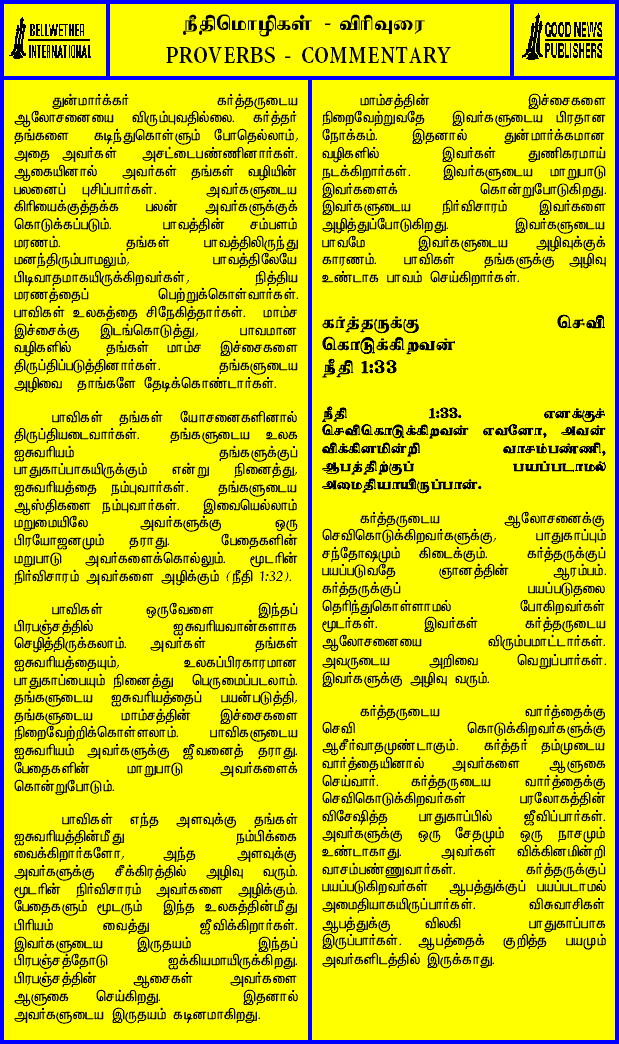 BELLWETHER
INTERNATIONAL
நீதிமொழிகள் - விரிவுரை
PROVERBS - COMMENTARY
GOOD NEWS
PUBLISHERS
துன்மார்க்கர் கர்த்தருடைய
ஆலோசனையை விரும்புவதில்லை. கர்த்தர்
தங்களை கடிந்துகொள்ளும் போதெல்லாம்,
அதை அவர்கள் அசட்டைபண்ணினார்கள்.
ஆகையினால் அவர்கள் தங்கள் வழியின்
பலனைப் புசிப்பார்கள். அவர்களுடைய
கிரியைக்குத்தக்க பலன் அவர்களுக்குக்
கொடுக்கப்படும். பாவத்தின் சம்பளம்
மரணம். தங்கள் பாவத்திலிருந்து
மனந்திரும்பாமலும், பாவத்திலேயே
பிடிவாதமாகயிருக்கிறவர்கள், நித்திய
மரணத்தைப் பெற்றுக்கொள்வார்கள்.
பாவிகள் உலகத்தை சிநேகித்தார்கள். மாம்ச
இச்சைக்கு இடங்கொடுத்து, பாவமான
வழிகளில் தங்கள் மாம்ச இச்சைகளை
திருப்திப்படுத்தினார்கள். தங்களுடைய
அழிவை தாங்களே தேடிக்கொண்டார்கள்.
பாவிகள் தங்கள் யோசனைகளினால்
திருப்தியடைவார்கள். தங்களுடைய உலக
ஐசுவரியம் தங்களுக்குப்
பாதுகாப்பாகயிருக்கும் என்று நினைத்து,
ஐசுவரியத்தை நம்புவார்கள். தங்களுடைய
ஆஸ்திகளை நம்புவார்கள். இவையெல்லாம்
மறுமையிலே அவர்களுக்கு ஒரு
பிரயோஜனமும் தராது. பேதைகளின்
மறுபாடு அவர்களைக்கொல்லும். மூடரின்
நிர்விசாரம் அவர்களை அழிக்கும் (நீதி 1:32).
பாவிகள் ஒருவேளை இந்தப்
பிரபஞ்சத்தில் ஐசுவரியவான்களாக
செழித்திருக்கலாம். அவர்கள் தங்கள்
ஐசுவரியத்தையும், உலகப்பிரகாரமான
பாதுகாப்பையும் நினைத்து பெருமைப்படலாம்.
தங்களுடைய ஐசுவரியத்தைப் பயன்படுத்தி,
தங்களுடைய மாம்சத்தின் இச்சைகளை
நிறைவேற்றிக்கொள்ளலாம். பாவிகளுடைய
ஐசுவரியம் அவர்களுக்கு ஜீவனைத் தராது.
பேதைகளின் மாறுபாடு அவர்களைக்
கொன்றுபோடும்.
பாவிகள் எந்த அளவுக்கு தங்கள்
ஐசுவரியத்தின்மீது நம்பிக்கை
வைக்கிறார்களோ, அந்த அளவுக்கு
அவர்களுக்கு சீக்கிரத்தில் அழிவு வரும்.
மூடரின் நிர்விசாரம் அவர்களை அழிக்கும்.
பேதைகளும் மூடரும் இந்த உலகத்தின்மீது
பிரியம் வைத்து ஜீவிக்கிறார்கள்.
இவர்களுடைய இருதயம் இந்தப்
பிரபஞ்சத்தோடு ஐக்கியமாயிருக்கிறது.
பிரபஞ்சத்தின் ஆசைகள் அவர்களை
ஆளுகை செய்கிறது. இதனால்
அவர்களுடைய இருதயம் கடினமாகிறது.
மாம்சத்தின் இச்சைகளை
நிறைவேற்றுவதே இவர்களுடைய பிரதான
நோக்கம். இதனால் துன்மார்க்கமான
வழிகளில் இவர்கள் துணிகரமாய்
நடக்கிறார்கள். இவர்களுடைய மாறுபாடு
இவர்களைக் கொன்றுபோடுகிறது.
இவர்களுடைய நிர்விசாரம் இவர்களை
அழித்துப்போடுகிறது. இவர்களுடைய
பாவமே இவர்களுடைய அழிவுக்குக்
காரணம். பாவிகள் தங்களுக்கு அழிவு
உண்டாக பாவம் செய்கிறார்கள்.
கர்த்தருக்கு செவி
கொடுக்கிறவன்
நீதி 1:33
நீதி 1:33. எனக்குச்
செவிகொடுக்கிறவன் எவனோ, அவன்
விக்கினமின்றி வாசம்பண்ணி,
ஆபத்திற்குப் பயப்படாமல்
அமைதியாயிருப்பான்.
கர்த்தருடைய ஆலோசனைக்கு
செவிகொடுக்கிறவர்களுக்கு, பாதுகாப்பும்
சந்தோஷமும் கிடைக்கும். கர்த்தருக்குப்
பயப்படுவதே ஞானத்தின் ஆரம்பம்.
கர்த்தருக்குப் பயப்படுதலை
தெரிந்துகொள்ளாமல் போகிறவர்கள்
மூடர்கள். இவர்கள் கர்த்தருடைய
ஆலோசனையை விரும்பமாட்டார்கள்.
அவருடைய அறிவை வெறுப்பார்கள்.
இவர்களுக்கு அழிவு வரும்.
கர்த்தருடைய வார்த்தைக்கு
செவி கொடுக்கிறவர்களுக்கு
ஆசீர்வாதமுண்டாகும். கர்த்தர் தம்முடைய
வார்த்தையினால் அவர்களை ஆளுகை
செய்வார். கர்த்தருடைய வார்த்தைக்கு
செவிகொடுக்கிறவர்கள் பரலோகத்தின்
விசேஷித்த பாதுகாப்பில் ஜீவிப்பார்கள்.
அவர்களுக்கு ஒரு சேதமும் ஒரு நாசமும்
உண்டாகாது. அவர்கள் விக்கினமின்றி
வாசம்பண்ணுவார்கள். கர்த்தருக்குப்
பயப்படுகிறவர்கள் ஆபத்துக்குப் பயப்படாமல்
அமைதியாகயிருப்பார்கள். விசுவாசிகள்
ஆபத்துக்கு விலகி பாதுகாப்பாக
இருப்பார்கள். ஆபத்தைக் குறித்த பயமும்
அவர்களிடத்தில் இருக்காது.